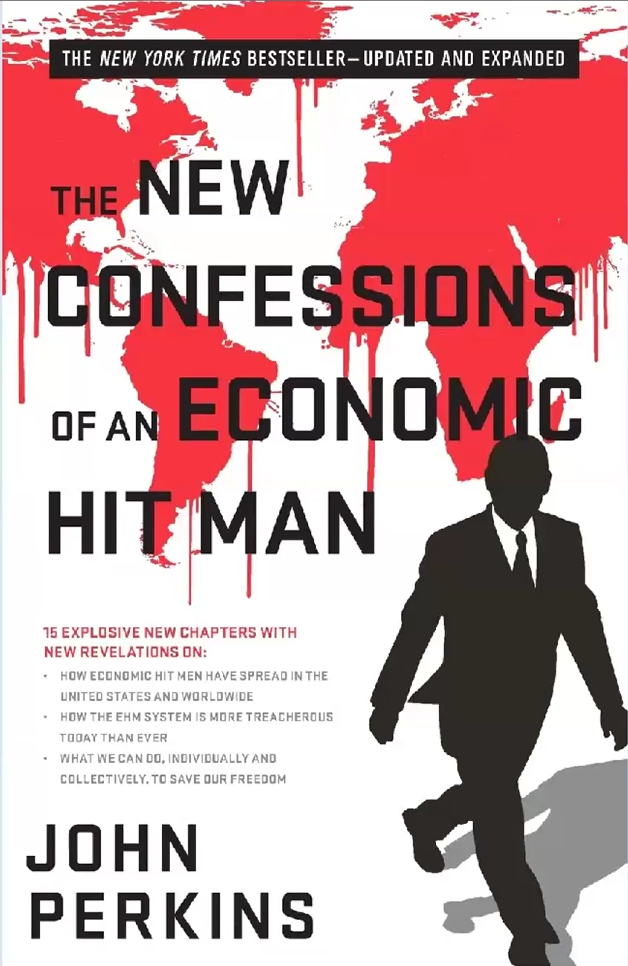 THE NEW YORK TIMES BESTSELLER—UPDATED AND EXPANDED
THE NEW
CONFESSIONS
OF AN ECONOMIC
HIT MAN
15 EXPLOSIVE NEW CHAPTERS WITH
NEW REVELATIONS ON:
• HOW ECONOMIC HIT MEN HAVE SPREAD IN THE
UNITED STATES AND WORLDWIDE
• HOW THE EHM SYSTEM IS MORE TREACHEROUS
TODAY THAN EVER
• WHAT WE CAN DO, INDIVIDUALLY AND
COLLECTIVELY, TO SAVE OUR FREEDOM
JOHN
PERKINS